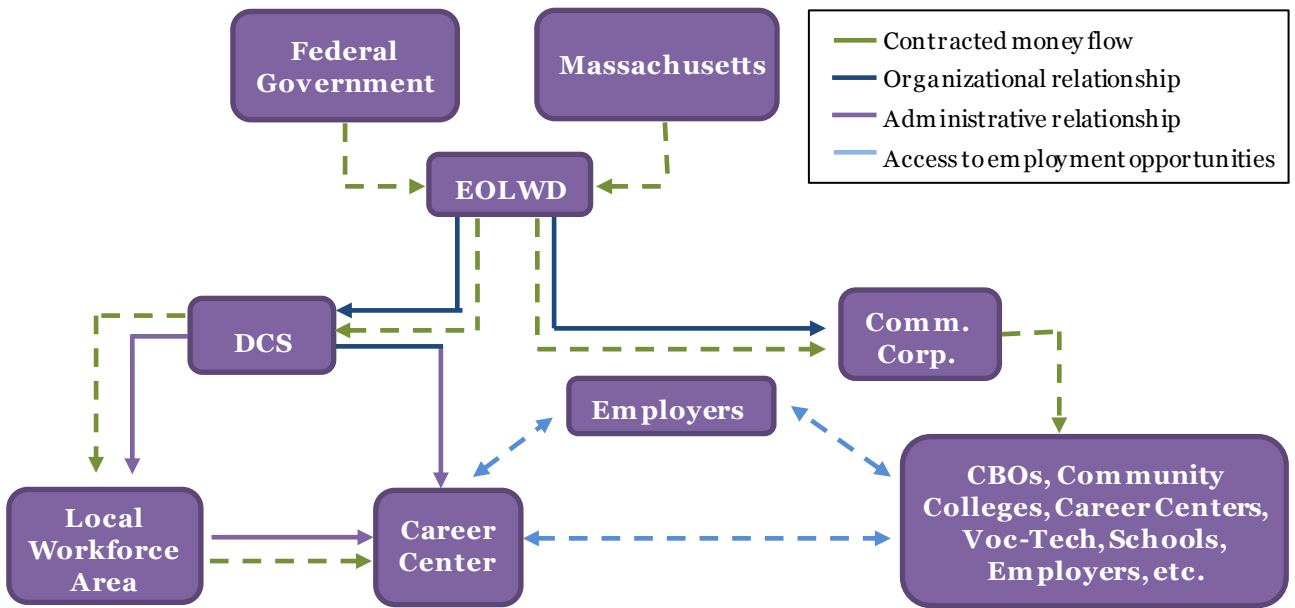 Federal
Government
Massachusetts
Contracted money flow
Organizational relationship
Administrative relationship
Access to employment opportunities
EOLWD
DCS
Comm.
Corp.
Employers
Local
Workforce
Area
Career
Center
CBOs, Community
Colleges, Career Centers,
Voc-Tech, Schools,
Employers, etc.